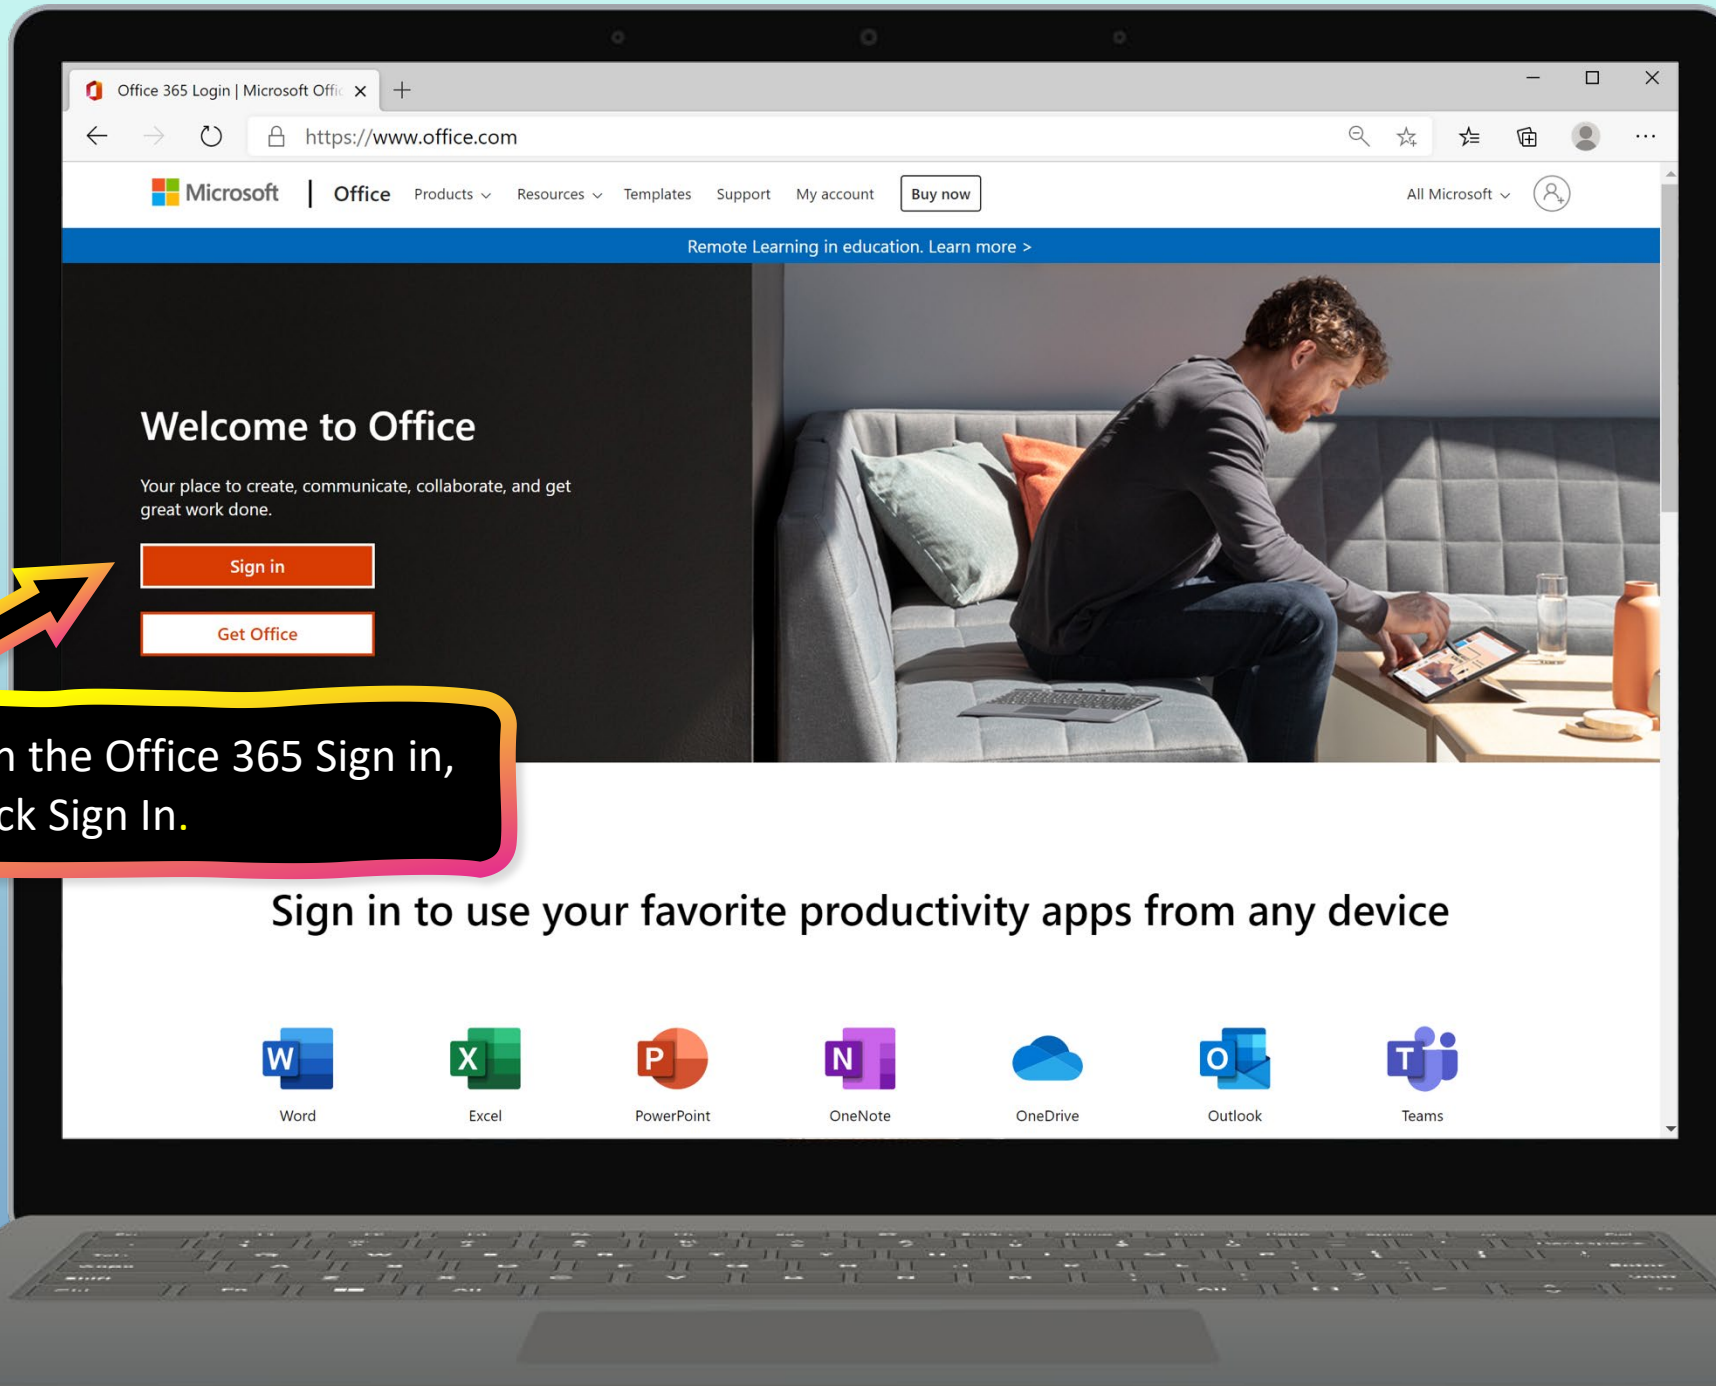 Office 365 Login | Microsoft Offic
https://www.office.com
Microsoft | Office Products Resources Templates Support My account Buy now All Microsoft
Remote Learning in education. Learn more >
Welcome to Office
Your place to create, communicate, collaborate, and get
great work done.
Sign in
Get Office
the Office 365 Sign in,
Sign In.
Sign in to use your favorite productivity apps from any device
W X P N O T
Word Excel PowerPoint OneNote OneDrive Outlook Teams